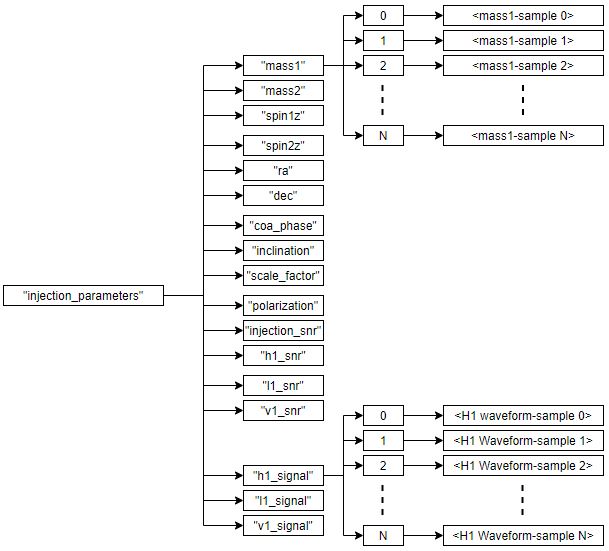 "injection_parameters"
"mass1"
"mass2"
"spin1z"
"spin2z"
"ra"
"dec"
"coa_phase"
"inclination"
"scale_factor"
"polarization"
"injection_snr"
"h1_snr"
"l1_snr"
"v1_snr"
"h1_signal"
"l1_signal"
"v1_signal"
0 <mass1-sample 0>
1 <mass1-sample 1>
2 <mass1-sample 2>
N <mass1-sample N>
0 <H1 waveform-sample 0>
1 <H1 Waveform-sample 1>
2 <H1 Waveform-sample 2>
N <H1 Waveform-sample N>